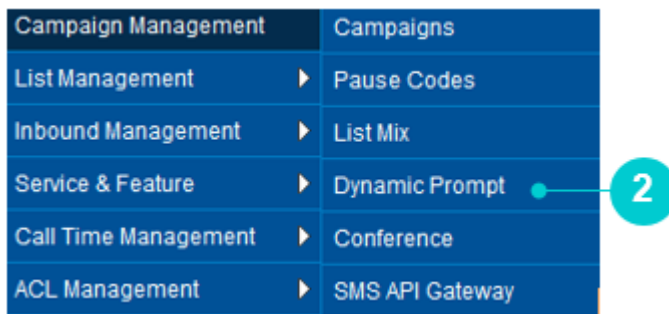 Campaign Management
List Management
Inbound Management
Service & Feature
Call Time Management
ACL Management
Campaigns
Pause Codes
List Mix
Dynamic Prompt
Conference
SMS API Gateway
2